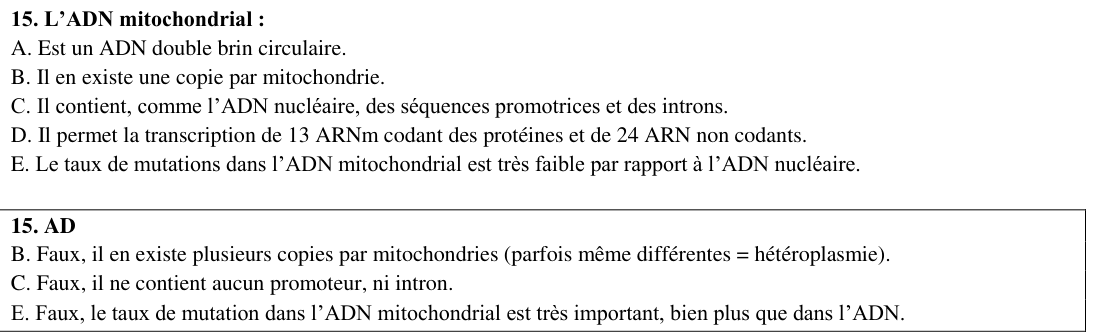 15. L’ADN mitochondrial :
A. Est un ADN double brin circulaire.
B. Il en existe une copie par mitochondrie.
C. Il contient, comme l’ADN nucléaire, des séquences promotrices et des introns.
D. Il permet la transcription de 13 ARNm codant des protéines et de 24 ARN non codants.
E. Le taux de mutations dans l’ADN mitochondrial est très faible par rapport à l’ADN nucléaire.
15. AD
B. Faux, il en existe plusieurs copies par mitochondries (parfois même différentes = hétéroplasmie).
C. Faux, il ne contient aucun promoteur, ni intron.
E. Faux, le taux de mutation dans l’ADN mitochondrial est très important, bien plus que dans l’ADN.